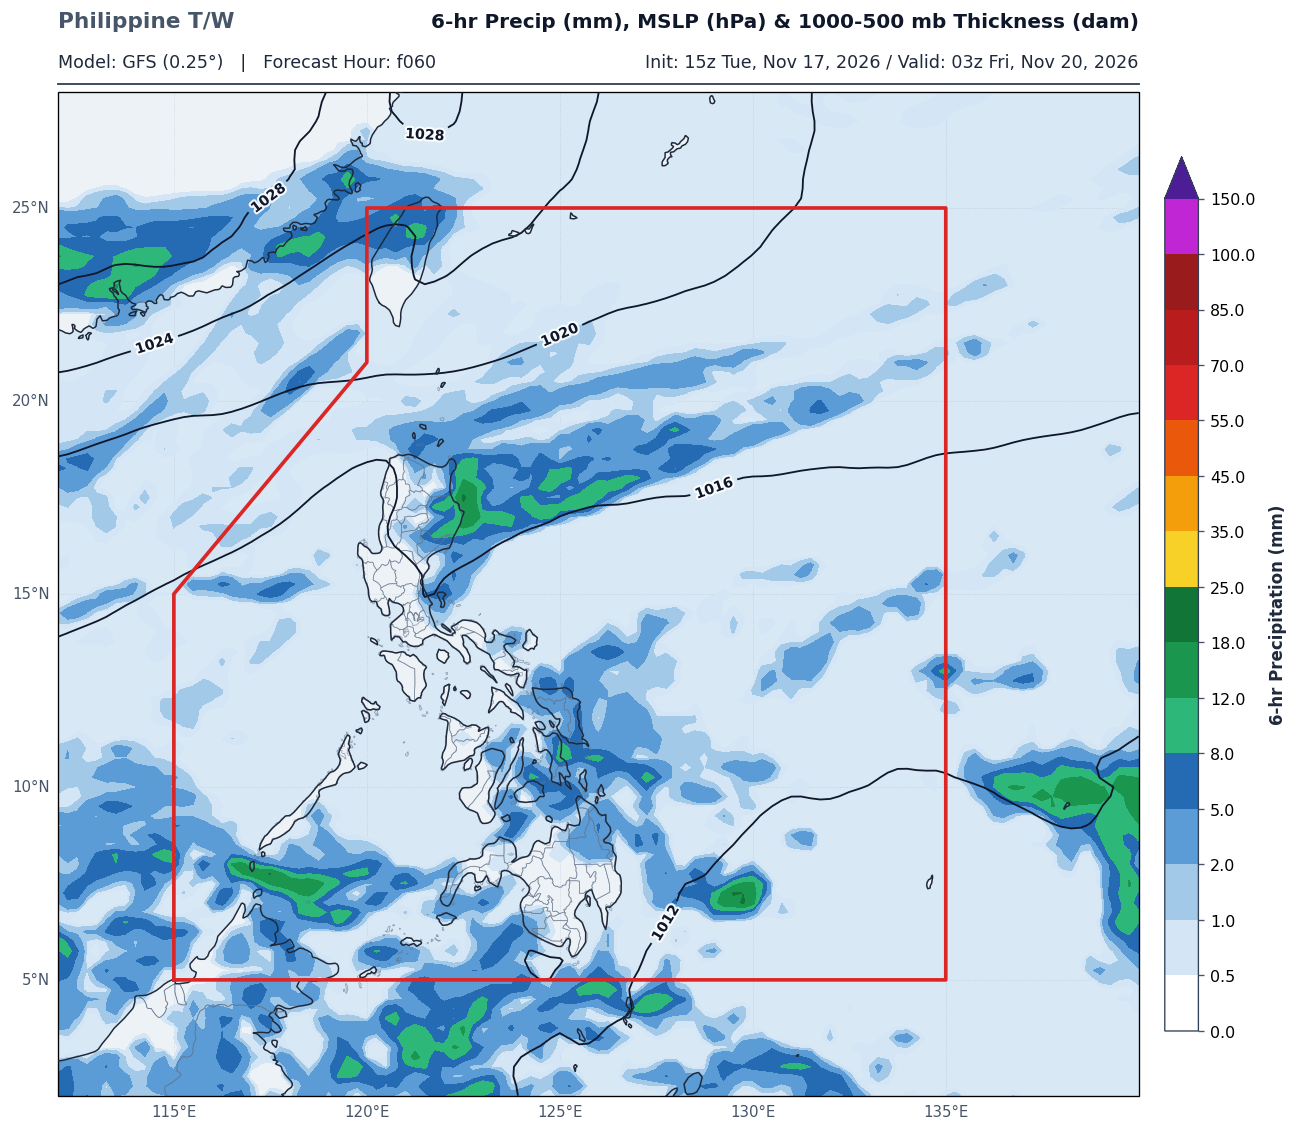 Philippine T/W
6-hr Precip (mm), MSLP (hPa) & 1000-500 mb Thickness (dam)
Model: GFS (0.25°) | Forecast Hour: f060
Init: 15z Tue, Nov 17, 2026 / Valid: 03z Fri, Nov 20, 2026
25°N
20°N
15°N
10°N
5°N
115°E
120°E
125°E
130°E
135°E
1028
1028
1024
1020
1016
1012
150.0
100.0
85.0
70.0
55.0
45.0
35.0
25.0
18.0
12.0
8.0
5.0
2.0
1.0
0.5
0.0
6-hr Precipitation (mm)